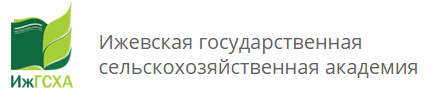 ИжГСХА
Ижевская государственная
сельскохозяйственная академия